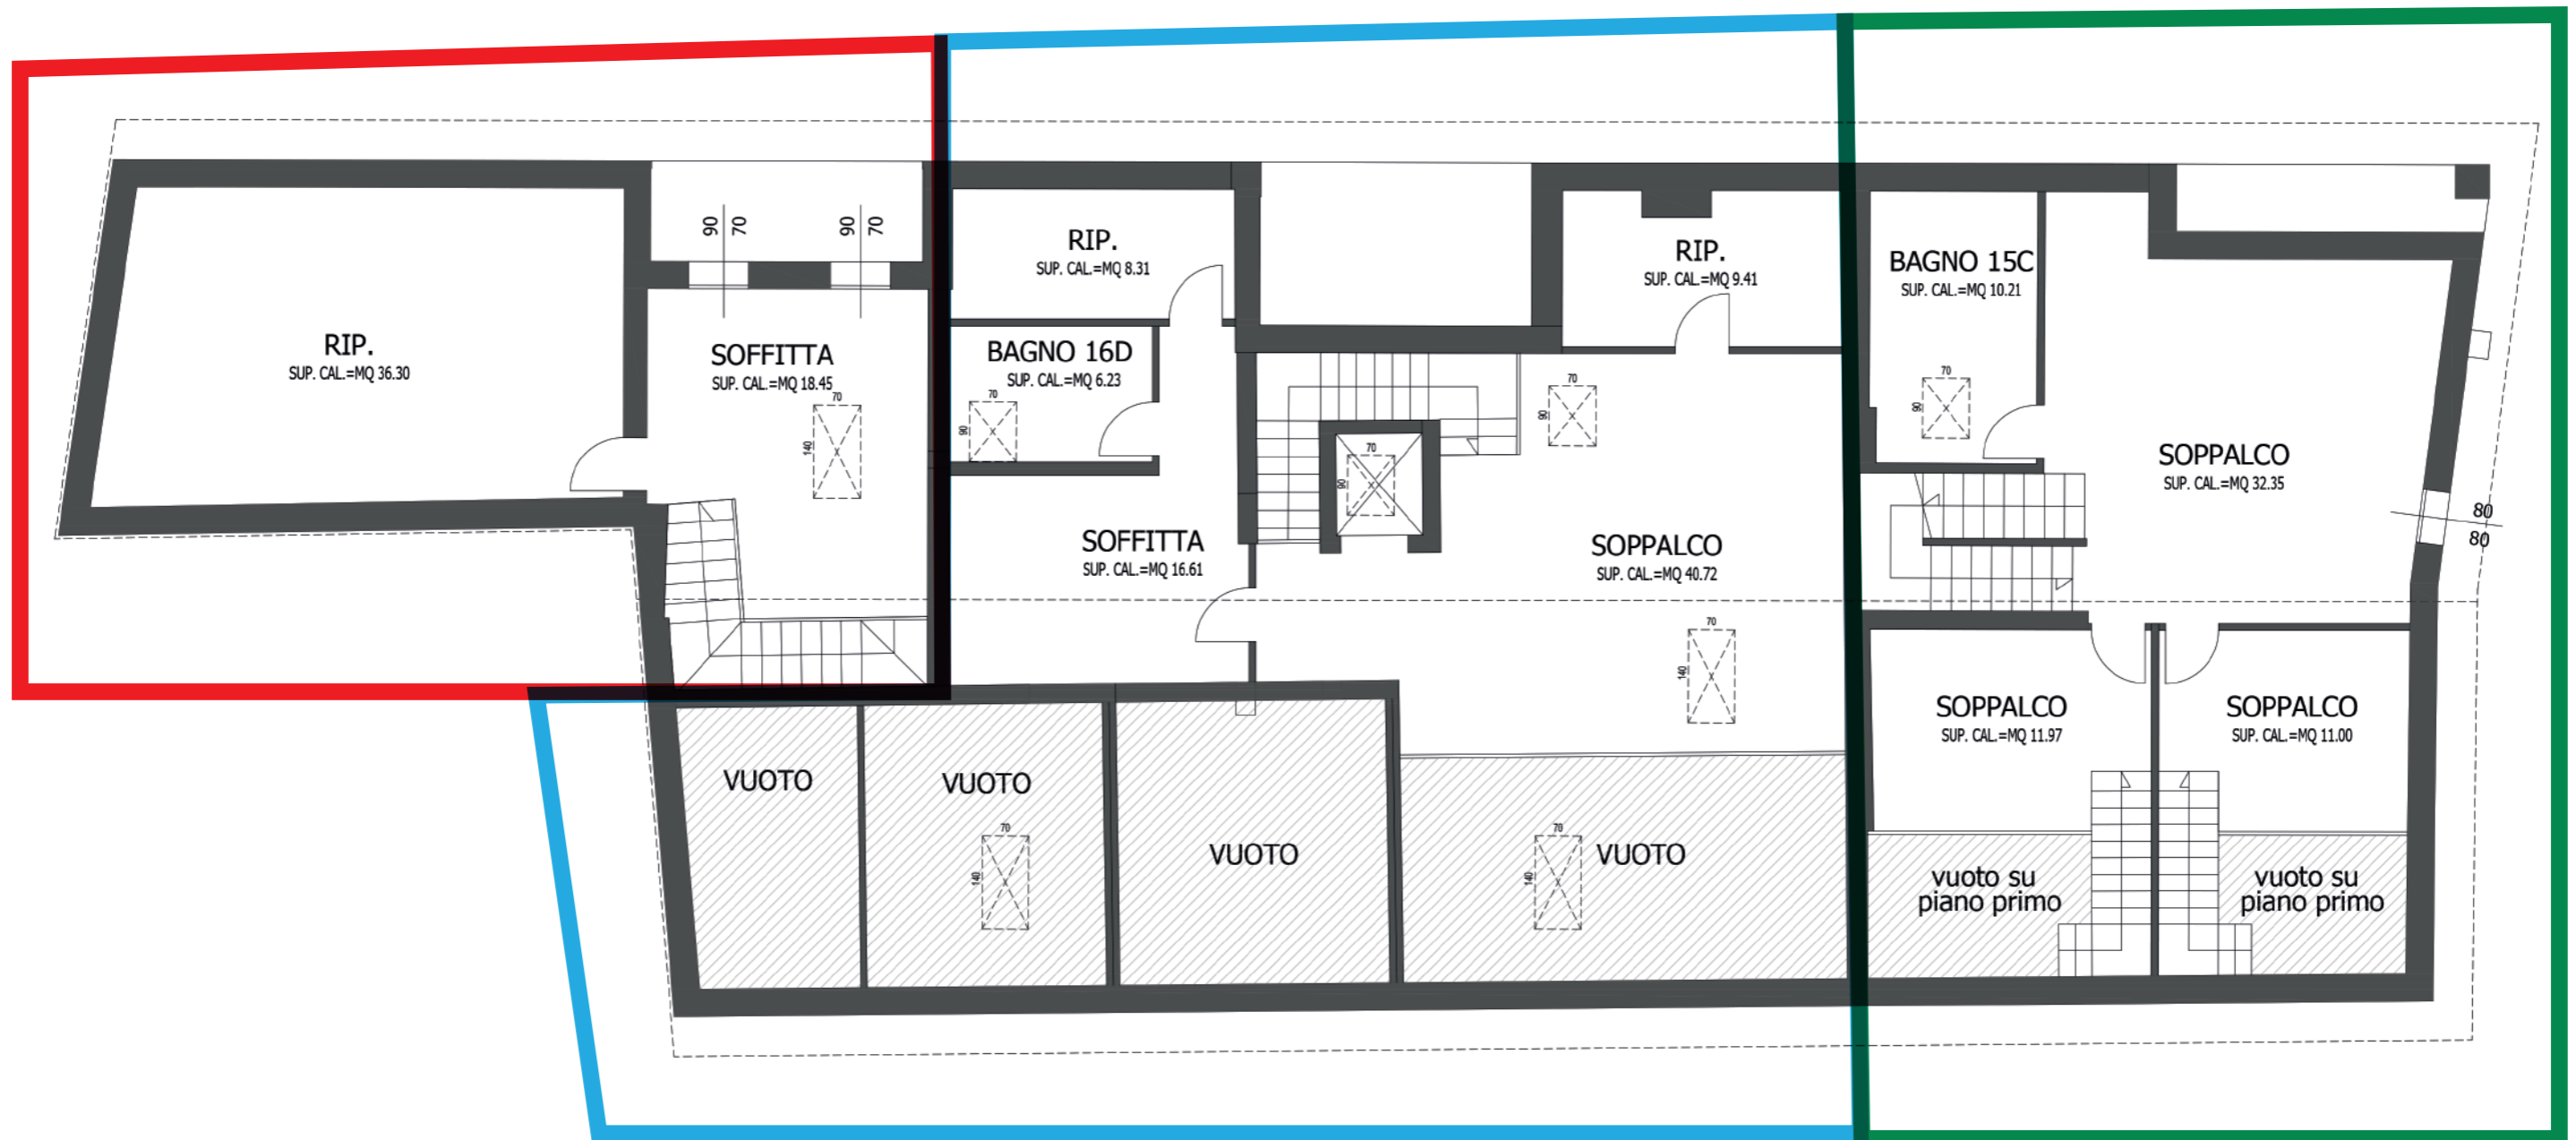 90
70
90
70
RIP.
SUP. CAL.=MQ 36.30
SOFFITTA
SUP. CAL.=MQ 18.45
70
140
RIP.
SUP. CAL.=MQ 8.31
BAGNO 16D
SUP. CAL.=MQ 6.23
70
90
SOFFITTA
SUP. CAL.=MQ 16.61
70
90
RIP.
SUP. CAL.=MQ 9.41
70
90
SOPPALCO
SUP. CAL.=MQ 40.72
70
140
BAGNO 15C
SUP. CAL.=MQ 10.21
70
90
SOPPALCO
SUP. CAL.=MQ 32.35
80
80
SOPPALCO
SUP. CAL.=MQ 11.97
SOPPALCO
SUP. CAL.=MQ 11.00
VUOTO
VUOTO
70
140
VUOTO
70
140
VUOTO
vuoto su
piano primo
vuoto su
piano primo